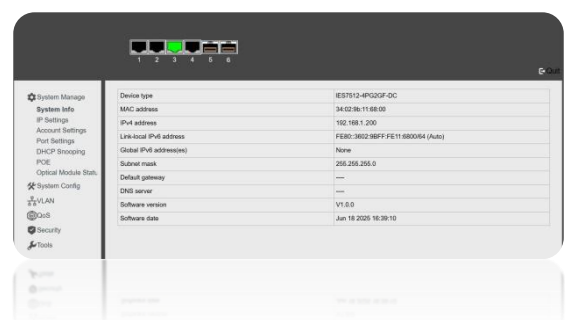 1 2 3 4 5 6
Quit
System Manage
System Info
IP Settings
Account Settings
Port Settings
DHCP Snooping
POE
Optical Module Statu
System Config
VLAN
QoS
Security
Tools
Device type IES7512-4PG2GF-DC
MAC address 34:02:9b:11:68:00
IPv4 address 192.168.1.200
Link-local IPv6 address FE80::3602:9BFF:FE11:6800/64 (Auto)
Global IPv6 address(es) None
Subnet mask 255.255.255.0
Default gateway ----
DNS server ----
Software version V1.0.0
Software date Jun 18 2025 16:39:10